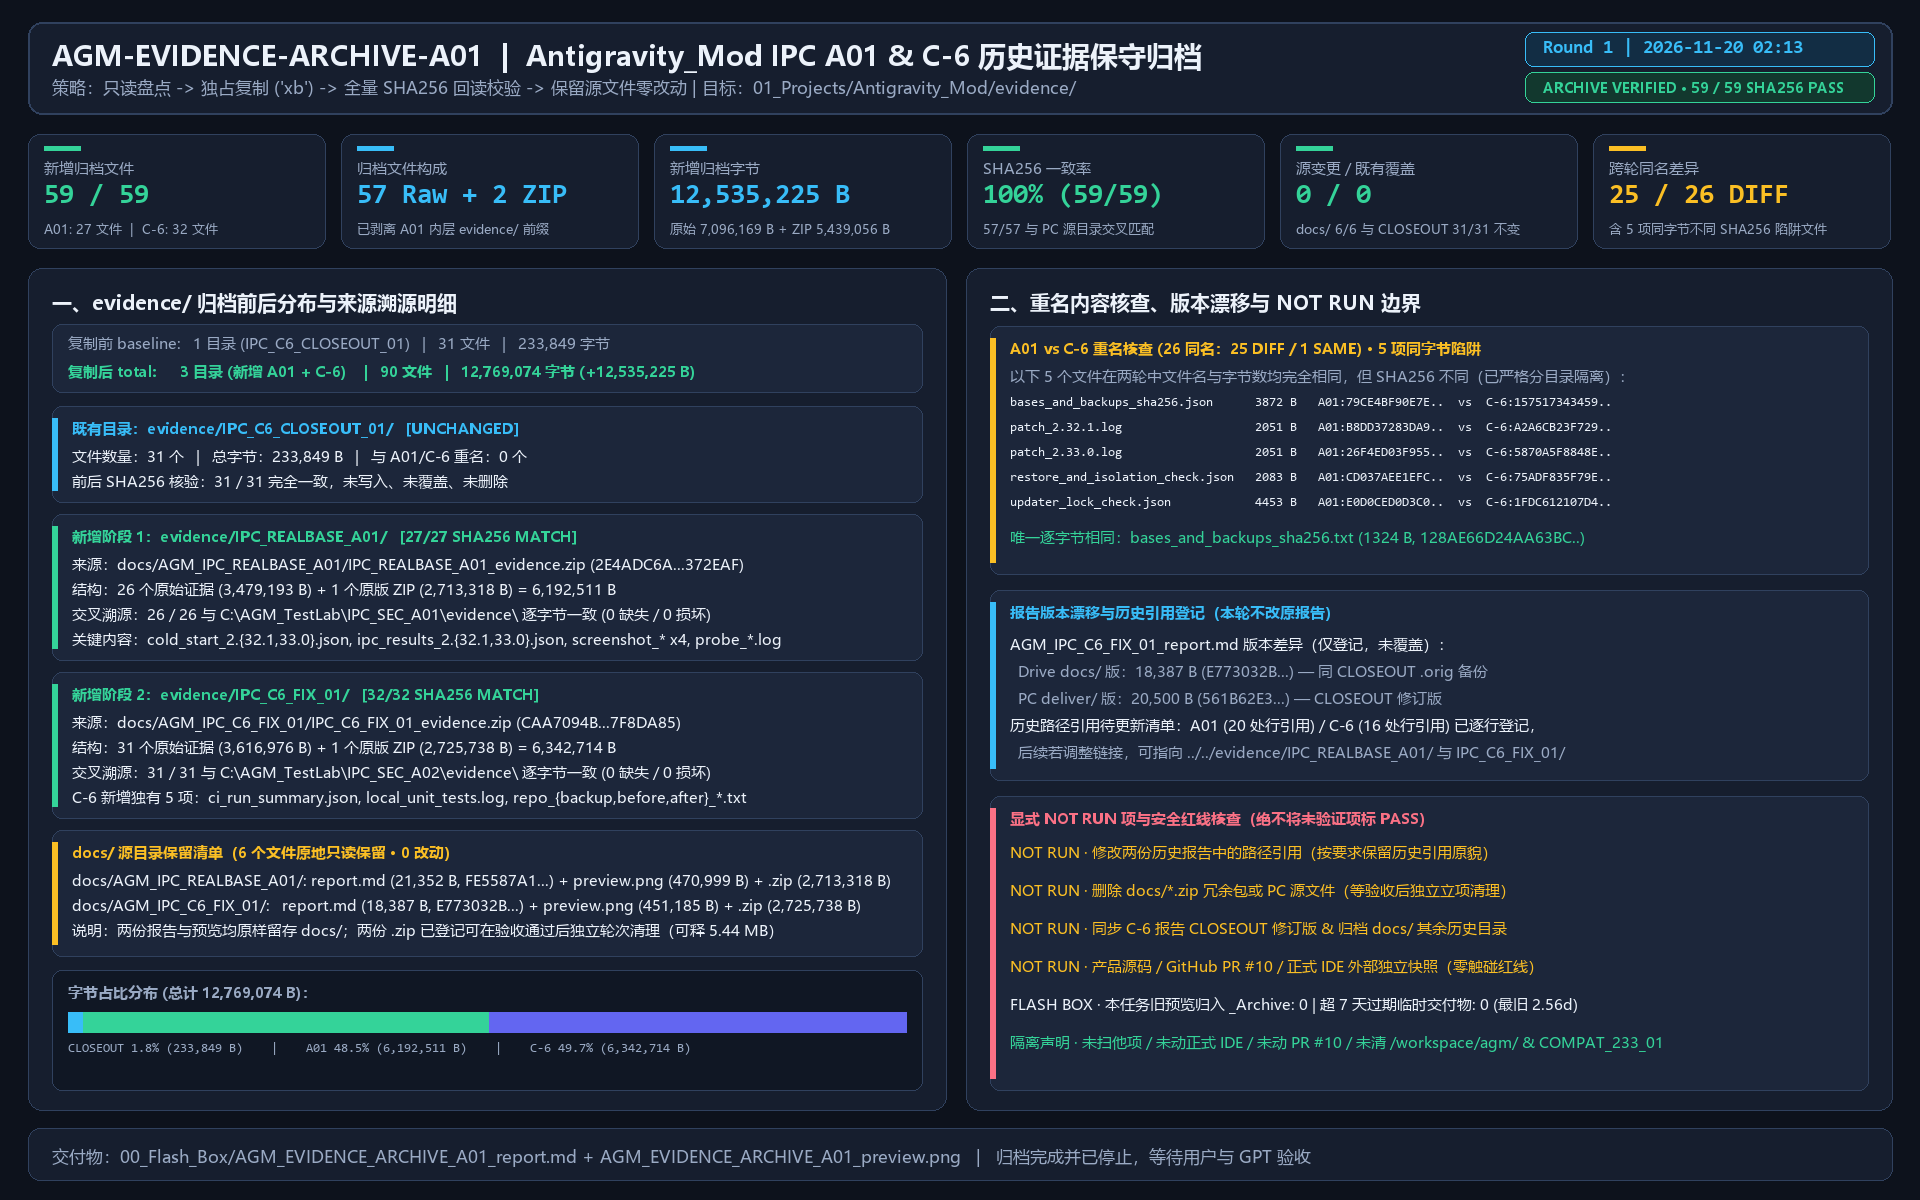 AGM-EVIDENCE-ARCHIVE-A01 | Antigravity_Mod IPC A01 & C-6 历史证据保守归档
策略：只读盘点 -> 独占复制 ('xb') -> 全量 SHA256 回读校验 -> 保留源文件零改动 | 目标：01_Projects/Antigravity_Mod/evidence/
Round 1 | 2026-11-20 02:13
ARCHIVE VERIFIED • 59 / 59 SHA256 PASS
新增归档文件
59 / 59
A01: 27 文件 | C-6: 32 文件
归档文件构成
57 Raw + 2 ZIP
已剥离 A01 内层 evidence/ 前缀
新增归档字节
12,535,225 B
原始 7,096,169 B + ZIP 5,439,056 B
SHA256 一致率
100% (59/59)
57/57 与 PC 源目录交叉匹配
源变更 / 既有覆盖
0 / 0
docs/ 6/6 与 CLOSEOUT 31/31 不变
跨轮同名差异
25 / 26 DIFF
含 5 项同字节不同 SHA256 陷阱文件
一、evidence/ 归档前后分布与来源溯源明细
复制前 baseline: 1 目录 (IPC_C6_CLOSEOUT_01) | 31 文件 | 233,849 字节
复制后 total: 3 目录 (新增 A01 + C-6) | 90 文件 | 12,769,074 字节 (+12,535,225 B)
既有目录：evidence/IPC_C6_CLOSEOUT_01/ [UNCHANGED]
文件数量：31 个 | 总字节：233,849 B | 与 A01/C-6 重名：0 个
前后 SHA256 核验：31 / 31 完全一致，未写入、未覆盖、未删除
新增阶段 1：evidence/IPC_REALBASE_A01/ [27/27 SHA256 MATCH]
来源：docs/AGM_IPC_REALBASE_A01/IPC_REALBASE_A01_evidence.zip (2E4ADC6A...372EAF)
结构：26 个原始证据 (3,479,193 B) + 1 个原版 ZIP (2,713,318 B) = 6,192,511 B
交叉溯源：26 / 26 与 C:\AGM_TestLab\IPC_SEC_A01\evidence\ 逐字节一致 (0 缺失 / 0 损坏)
关键内容：cold_start_2.{32.1,33.0}.json, ipc_results_2.{32.1,33.0}.json, screenshot_* x4, probe_*.log
新增阶段 2：evidence/IPC_C6_FIX_01/ [32/32 SHA256 MATCH]
来源：docs/AGM_IPC_C6_FIX_01/IPC_C6_FIX_01_evidence.zip (CAA7094B...7F8DA85)
结构：31 个原始证据 (3,616,976 B) + 1 个原版 ZIP (2,725,738 B) = 6,342,714 B
交叉溯源：31 / 31 与 C:\AGM_TestLab\IPC_SEC_A02\evidence\ 逐字节一致 (0 缺失 / 0 损坏)
C-6 新增独有 5 项：ci_run_summary.json, local_unit_tests.log, repo_{backup,before,after}_*.txt
docs/ 源目录保留清单（6 个文件原地只读保留 • 0 改动）
docs/AGM_IPC_REALBASE_A01/: report.md (21,352 B, FE5587A1...) + preview.png (470,999 B) + .zip (2,713,318 B)
docs/AGM_IPC_C6_FIX_01/: report.md (18,387 B, E773032B...) + preview.png (451,185 B) + .zip (2,725,738 B)
说明：两份报告与预览均原样留存 docs/；两份 .zip 已登记可在验收通过后独立轮次清理（可释 5.44 MB）
字节占比分布 (总计 12,769,074 B)：
CLOSEOUT 1.8% (233,849 B) | A01 48.5% (6,192,511 B) | C-6 49.7% (6,342,714 B)
二、重名内容核查、版本漂移与 NOT RUN 边界
A01 vs C-6 重名核查 (26 同名：25 DIFF / 1 SAME) • 5 项同字节陷阱
以下 5 个文件在两轮中文件名与字节数均完全相同，但 SHA256 不同（已严格分目录隔离）：
bases_and_backups_sha256.json 3872 B A01:79CE4BF90E7E.. vs C-6:157517343459..
patch_2.32.1.log 2051 B A01:B8DD37283DA9.. vs C-6:A2A6CB23F729..
patch_2.33.0.log 2051 B A01:26F4ED03F955.. vs C-6:5870A5F8848E..
restore_and_isolation_check.json 2083 B A01:CD037AEE1EFC.. vs C-6:75ADF835F79E..
updater_lock_check.json 4453 B A01:E0D0CED0D3C0.. vs C-6:1FDC612107D4..
唯一逐字节相同：bases_and_backups_sha256.txt (1324 B, 128AE66D24AA63BC..)
报告版本漂移与历史引用登记（本轮不改原报告）
AGM_IPC_C6_FIX_01_report.md 版本差异（仅登记，未覆盖）：
Drive docs/ 版：18,387 B (E773032B...) — 同 CLOSEOUT .orig 备份
PC deliver/ 版：20,500 B (561B62E3...) — CLOSEOUT 修订版
历史路径引用待更新清单：A01 (20 处行引用) / C-6 (16 处行引用) 已逐行登记，
后续若调整链接，可指向 ../../evidence/IPC_REALBASE_A01/ 与 IPC_C6_FIX_01/
显式 NOT RUN 项与安全红线核查（绝不将未验证项标 PASS）
NOT RUN · 修改两份历史报告中的路径引用（按要求保留历史引用原貌）
NOT RUN · 删除 docs/*.zip 冗余包或 PC 源文件（等验收后独立立项清理）
NOT RUN · 同步 C-6 报告 CLOSEOUT 修订版 & 归档 docs/ 其余历史目录
NOT RUN · 产品源码 / GitHub PR #10 / 正式 IDE 外部独立快照（零触碰红线）
FLASH BOX · 本任务旧预览归入 _Archive: 0 | 超 7 天过期临时交付物: 0 (最旧 2.56d)
隔离声明 · 未扫他项 / 未动正式 IDE / 未动 PR #10 / 未清 /workspace/agm/ & COMPAT_233_01
交付物：00_Flash_Box/AGM_EVIDENCE_ARCHIVE_A01_report.md + AGM_EVIDENCE_ARCHIVE_A01_preview.png | 归档完成并已停止，等待用户与 GPT 验收